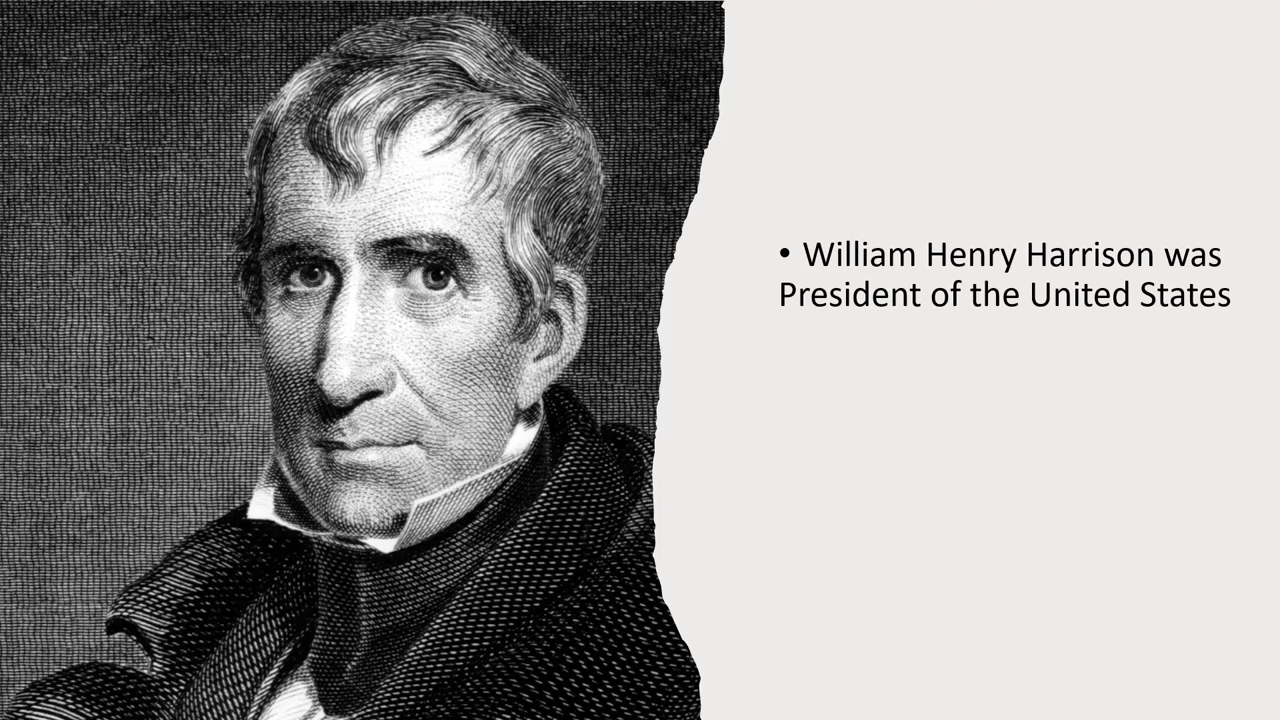 • William Henry Harrison was
President of the United States